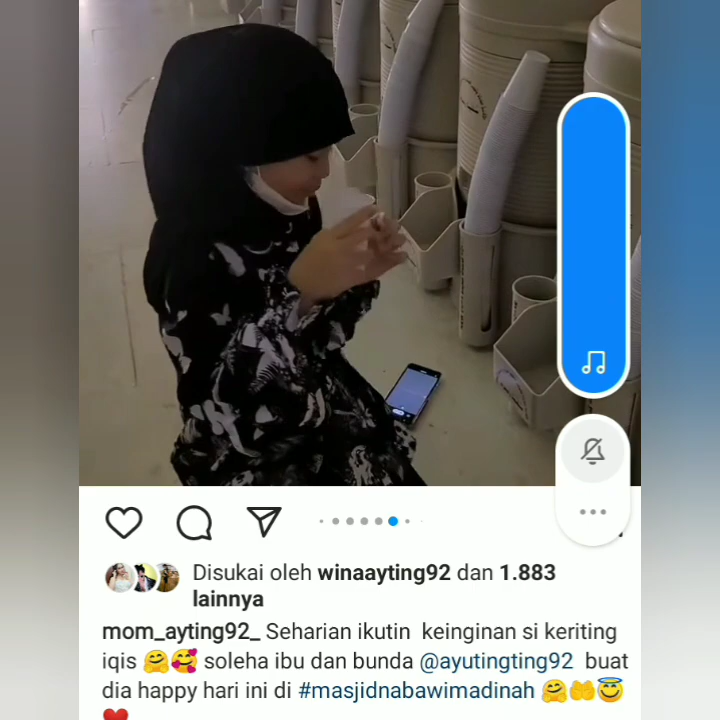 Disukai oleh winaayting92 dan 1.883
lainnya
mom_ayting92_ Seharian ikutin keinginan si keriting
iqis 🤗🥰 soleha ibu dan bunda @ayutingting92 buat
dia happy hari ini di #masjidnabawimadinah 🤗🤲😇
❤️